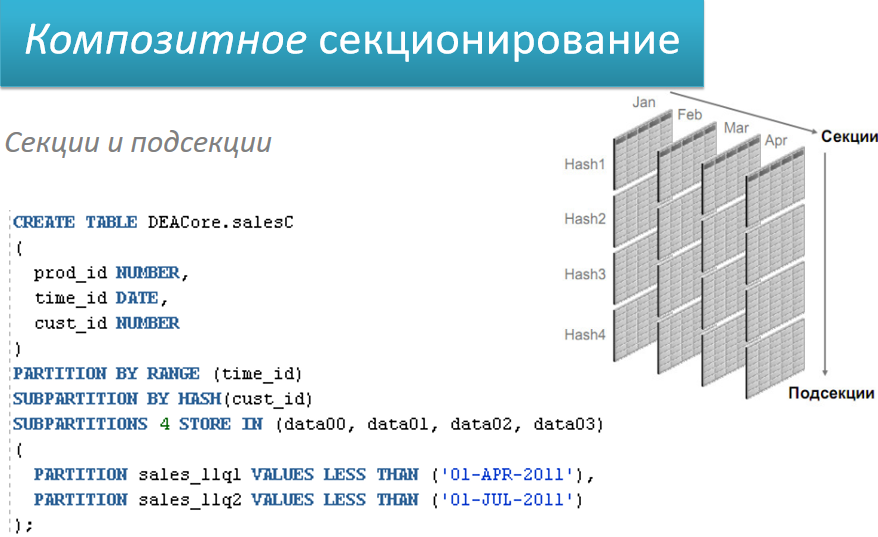 Композитное секционирование
Секции и подсекции
CREATE TABLE DEACore.salesC
(
prod_id NUMBER,
time_id DATE,
cust_id NUMBER
)
PARTITION BY RANGE (time_id)
SUBPARTITION BY HASH(cust_id)
SUBPARTITIONS 4 STORE IN (data00, data01, data02, data03)
(
PARTITION sales_11q1 VALUES LESS THAN ('01-APR-2011'),
PARTITION sales_11q2 VALUES LESS THAN ('01-JUL-2011')
);
Jan
Feb
Mar
Apr
Секции
Hash1
Hash2
Hash3
Hash4
Подсекции